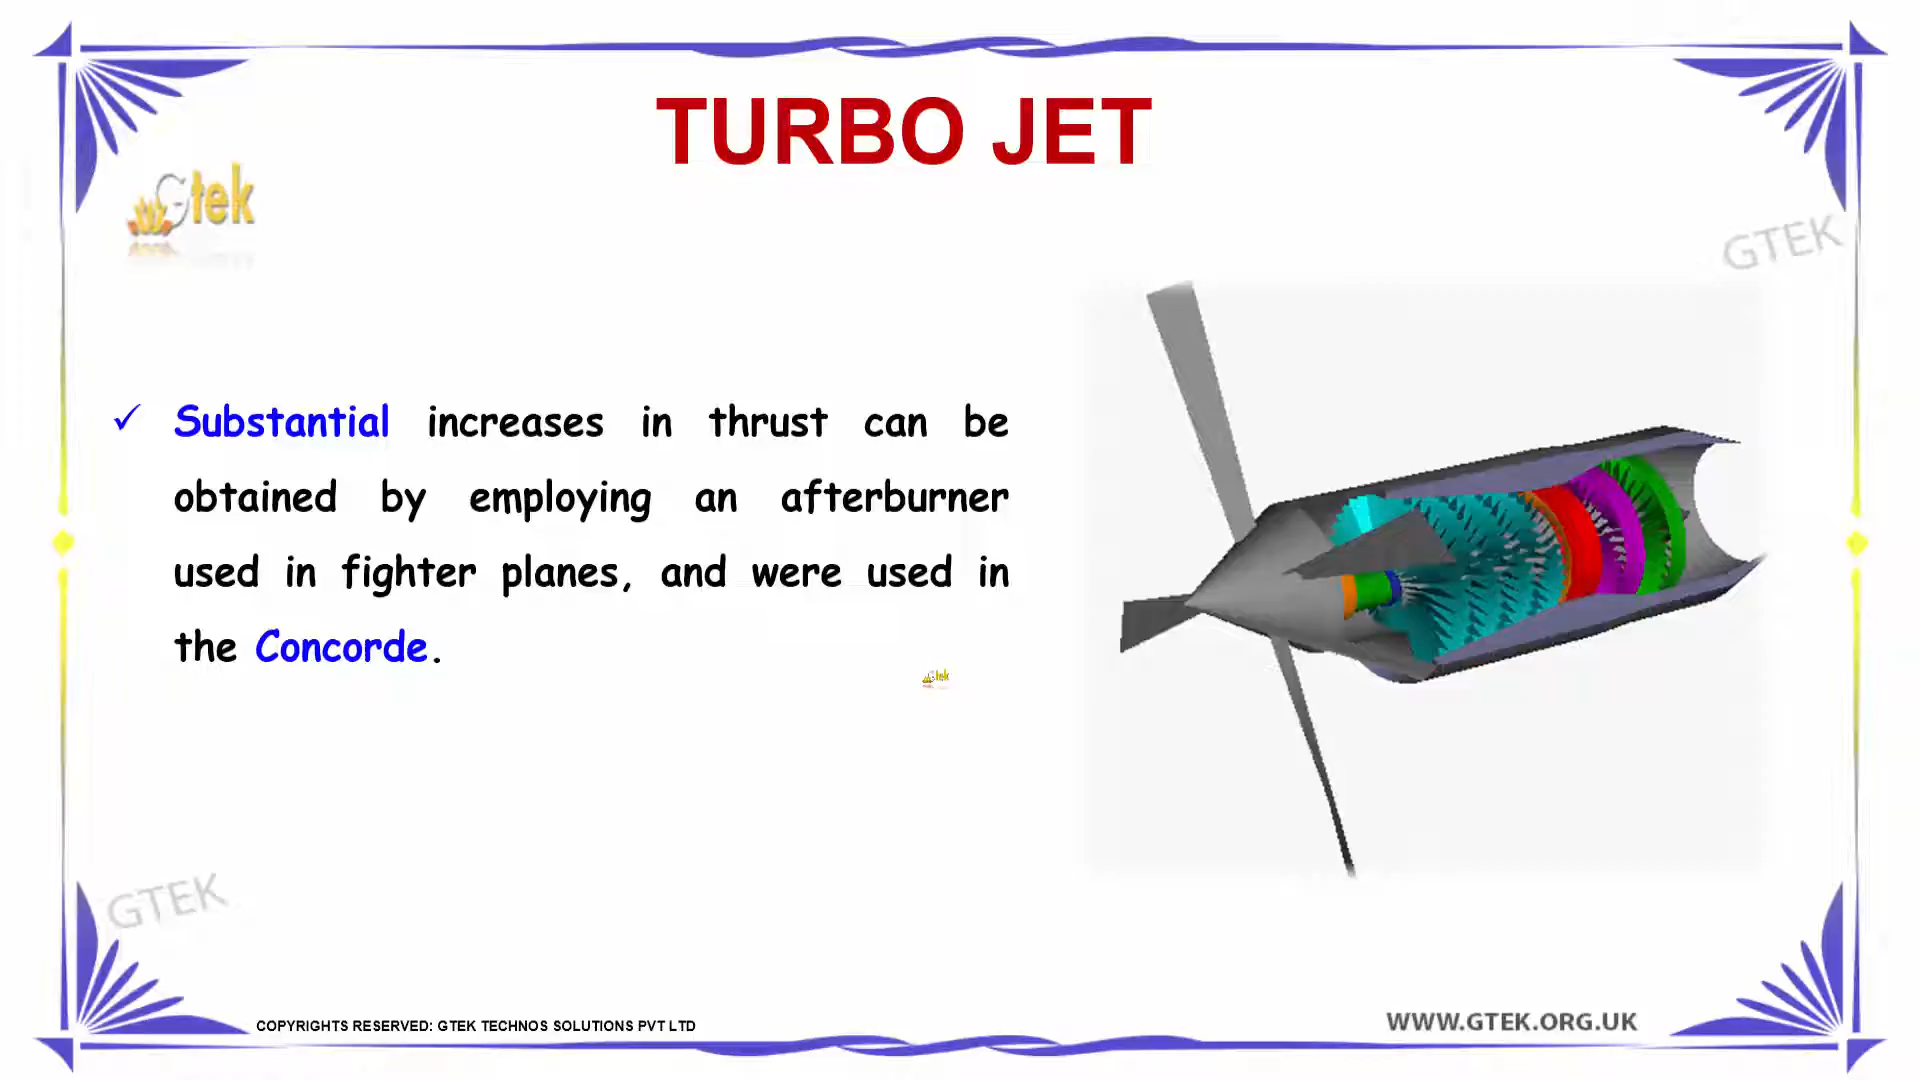 TURBO JET
Gtek
GTEK
✓ Substantial increases in thrust can be
obtained by employing an afterburner
used in fighter planes, and were used in
the Concorde.
Gtek
GTEK
COPYRIGHTS RESERVED: GTEK TECHNOS SOLUTIONS PVT LTD
WWW.GTEK.ORG.UK